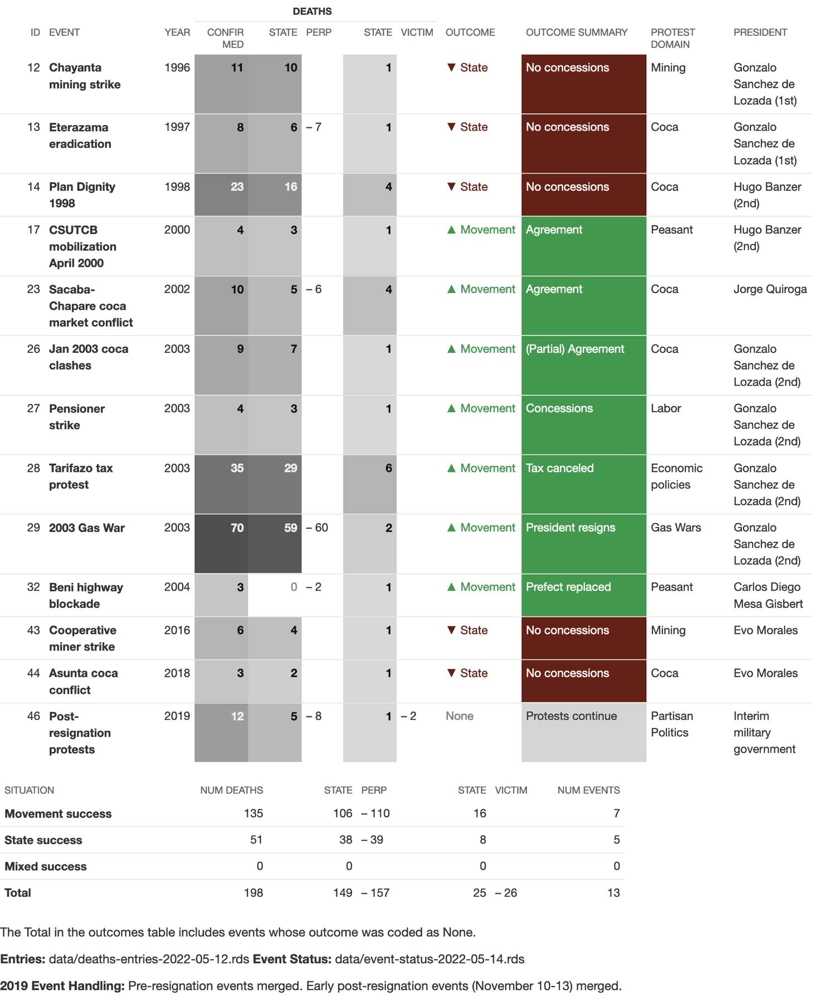 DEATHS
ID EVENT YEAR CONFIR STATE PERP STATE VICTIM OUTCOME OUTCOME SUMMARY PROTEST PRESIDENT
MED DOMAIN
12 Chayanta 1996 11 10 1 ▼ State No concessions Mining Gonzalo
mining strike Sanchez de
Lozada (1st)
13 Eterazama 1997 8 6 – 7 1 ▼ State No concessions Coca Gonzalo
eradication Sanchez de
Lozada (1st)
14 Plan Dignity 1998 23 16 4 ▼ State No concessions Coca Hugo Banzer
1998 (2nd)
17 CSUTCB 2000 4 3 1 ▲ Movement Agreement Peasant Hugo Banzer
mobilization (2nd)
April 2000
23 Sacaba- 2002 10 5 – 6 4 ▲ Movement Agreement Coca Jorge Quiroga
Chapare coca
market conflict
26 Jan 2003 coca 2003 9 7 1 ▲ Movement (Partial) Agreement Coca Gonzalo
clashes Sanchez de
Lozada (2nd)
27 Pensioner 2003 4 3 1 ▲ Movement Concessions Labor Gonzalo
strike Sanchez de
Lozada (2nd)
28 Tarifazo tax 2003 35 29 6 ▲ Movement Tax canceled Economic Gonzalo
protest policies Sanchez de
Lozada (2nd)
29 2003 Gas War 2003 70 59 – 60 2 ▲ Movement President resigns Gas Wars Gonzalo
Sanchez de
Lozada (2nd)
32 Beni highway 2004 3 0 – 2 1 ▲ Movement Prefect replaced Peasant Carlos Diego
blockade Mesa Gisbert
43 Cooperative 2016 6 4 1 ▼ State No concessions Mining Evo Morales
miner strike
44 Asunta coca 2018 3 2 1 ▼ State No concessions Coca Evo Morales
conflict
46 Post- 2019 12 5 – 8 1 – 2 None Protests continue Partisan Interim
resignation Politics military
protests government
SITUATION NUM DEATHS STATE PERP STATE VICTIM NUM EVENTS
Movement success 135 106 – 110 16 7
State success 51 38 – 39 8 5
Mixed success 0 0 0 0
Total 198 149 – 157 25 – 26 13
The Total in the outcomes table includes events whose outcome was coded as None.
Entries: data/deaths-entries-2022-05-12.rds Event Status: data/event-status-2022-05-14.rds
2019 Event Handling: Pre-resignation events merged. Early post-resignation events (November 10-13) merged.